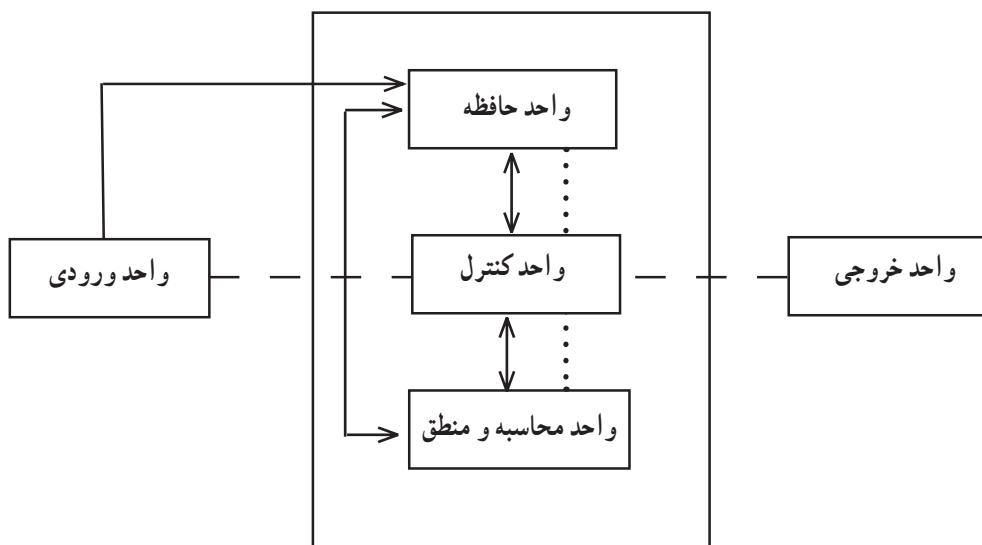 واحد حافظه
واحد خروجی
واحد کنترل
واحد ورودی
واحد محاسبه و منطق